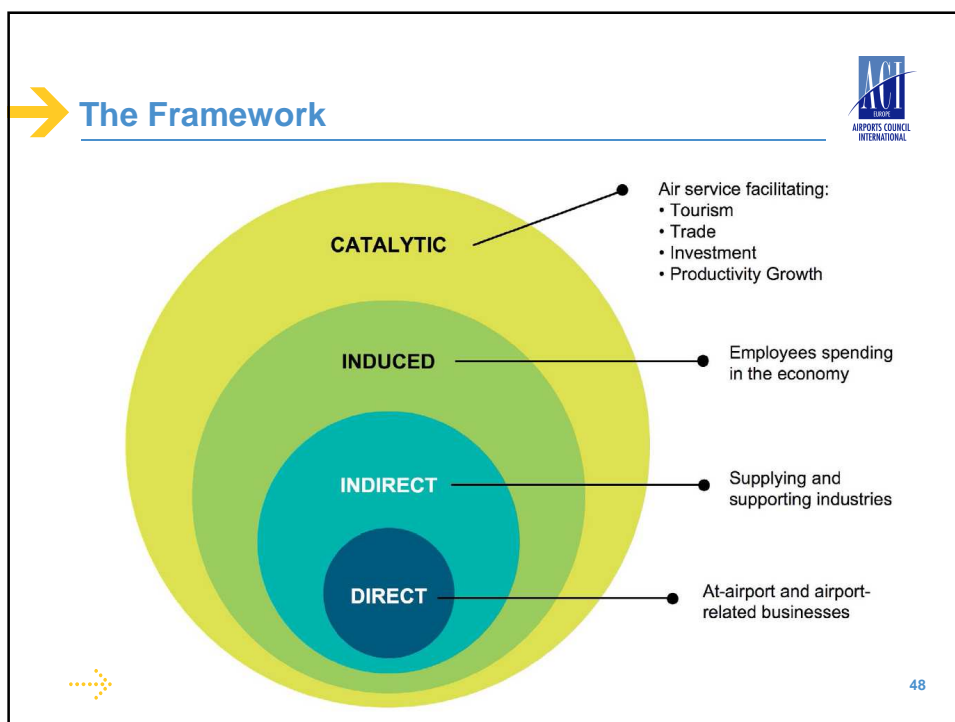 The Framework
ACI
EUROPE
AIRPORTS COUNCIL
INTERNATIONAL
CATALYTIC
Air service facilitating:
• Tourism
• Trade
• Investment
• Productivity Growth
INDUCED
Employees spending
in the economy
INDIRECT
Supplying and
supporting industries
DIRECT
At-airport and airport-
related businesses
48